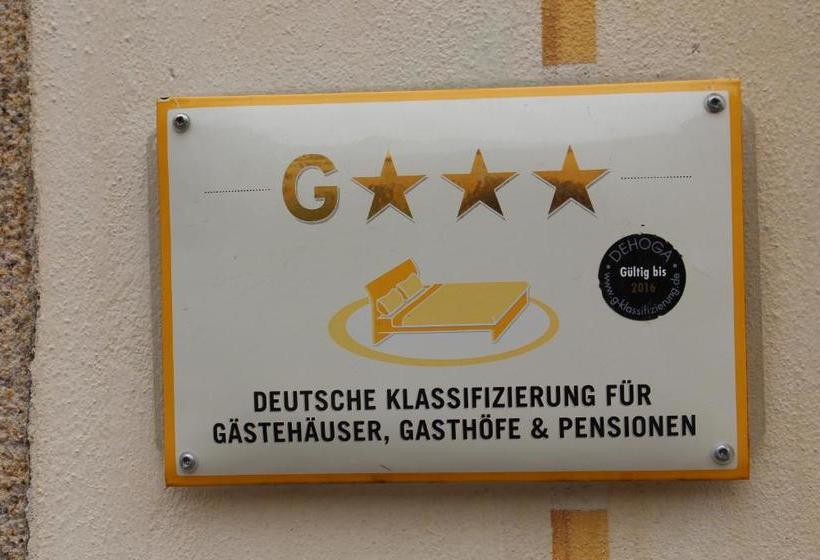 G★★★
DEHOGA
Gültig bis
2016
www.g-klassifizierung.de
DEUTSCHE KLASSIFIZIERUNG FÜR
GÄSTEHÄUSER, GASTHÖFE & PENSIONEN